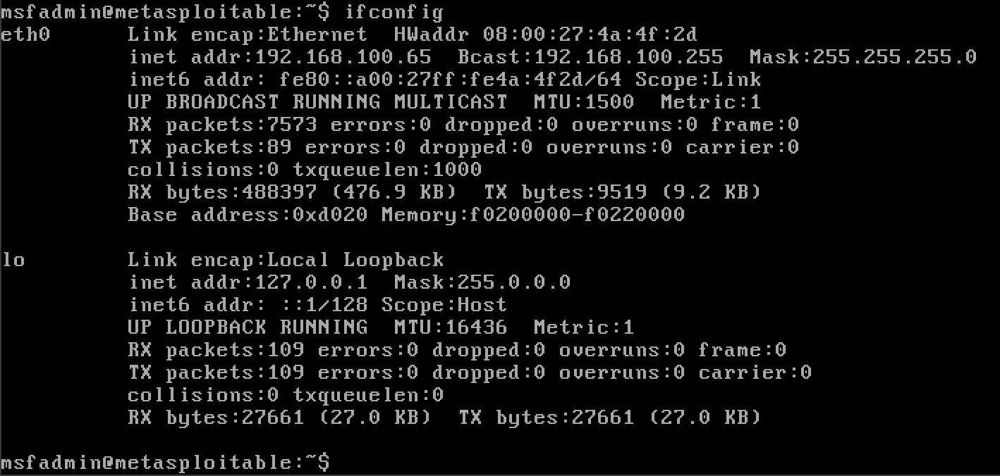 msfadmin@metasploitable:~$ ifconfig
eth0      Link encap:Ethernet  HWaddr 08:00:27:4a:4f:2d
          inet addr:192.168.100.65  Bcast:192.168.100.255  Mask:255.255.255.0
          inet6 addr: fe80::a00:27ff:fe4a:4f2d/64 Scope:Link
          UP BROADCAST RUNNING MULTICAST  MTU:1500  Metric:1
          RX packets:7573 errors:0 dropped:0 overruns:0 frame:0
          TX packets:89 errors:0 dropped:0 overruns:0 carrier:0
          collisions:0 txqueuelen:1000
          RX bytes:488397 (476.9 KB)  TX bytes:9519 (9.2 KB)
          Base address:0xd020 Memory:f0200000-f0220000

lo        Link encap:Local Loopback
          inet addr:127.0.0.1  Mask:255.0.0.0
          inet6 addr: ::1/128 Scope:Host
          UP LOOPBACK RUNNING  MTU:16436  Metric:1
          RX packets:109 errors:0 dropped:0 overruns:0 frame:0
          TX packets:109 errors:0 dropped:0 overruns:0 carrier:0
          collisions:0 txqueuelen:0
          RX bytes:27661 (27.0 KB)  TX bytes:27661 (27.0 KB)

msfadmin@metasploitable:~$